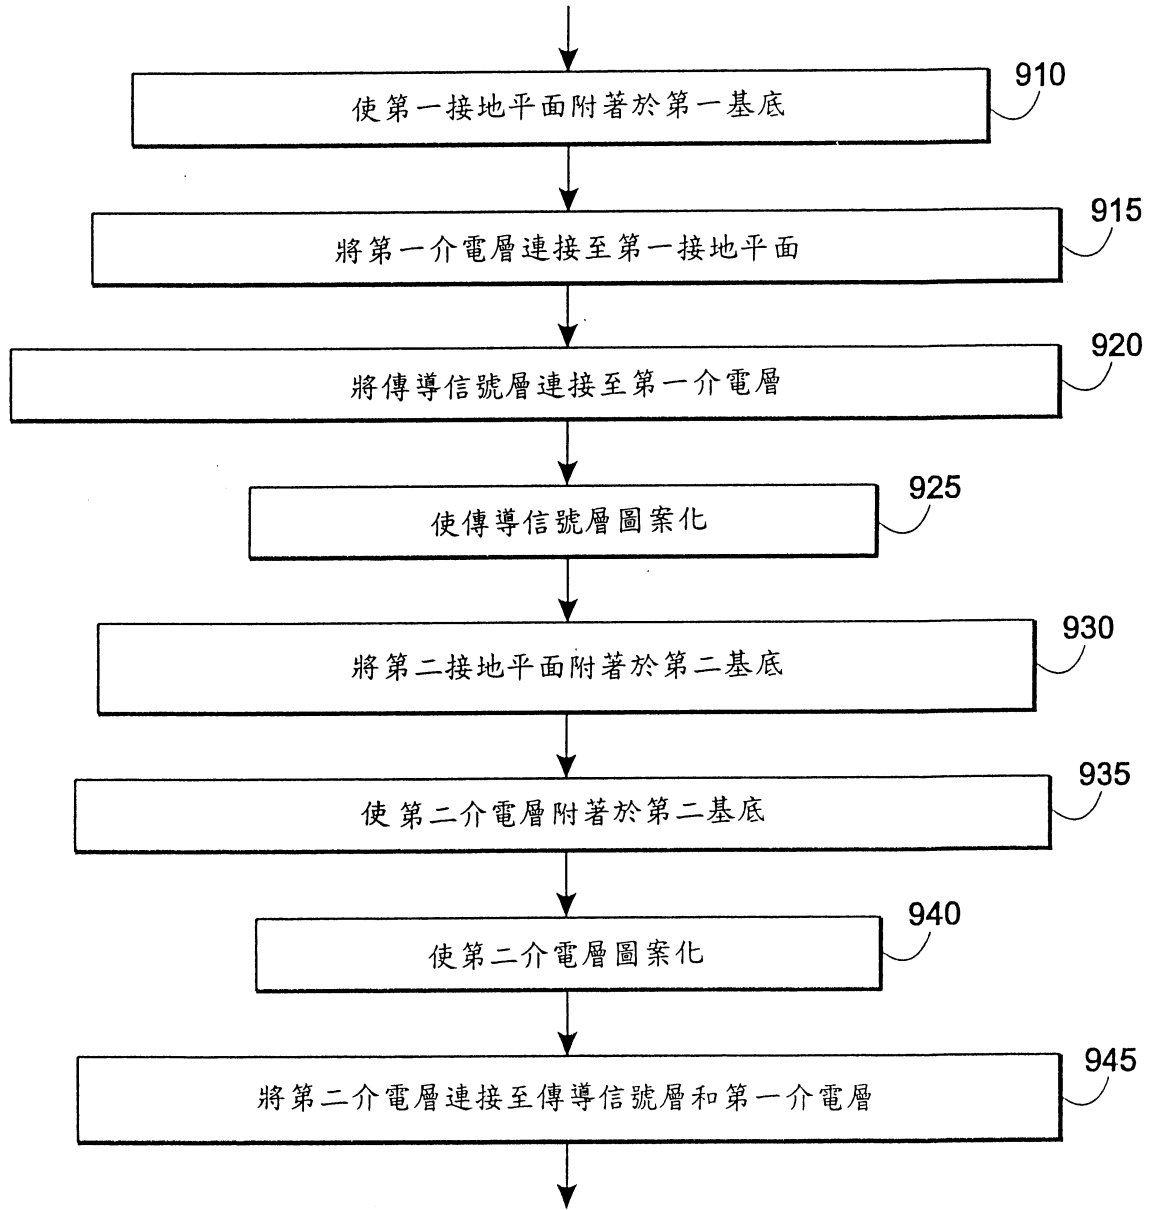 910
使第一接地平面附著於第一基底
915
將第一介電層連接至第一接地平面
920
將傳導信號層連接至第一介電層
925
使傳導信號層圖案化
930
將第二接地平面附著於第二基底
935
使第二介電層附著於第二基底
940
使第二介電層圖案化
945
將第二介電層連接至傳導信號層和第一介電層